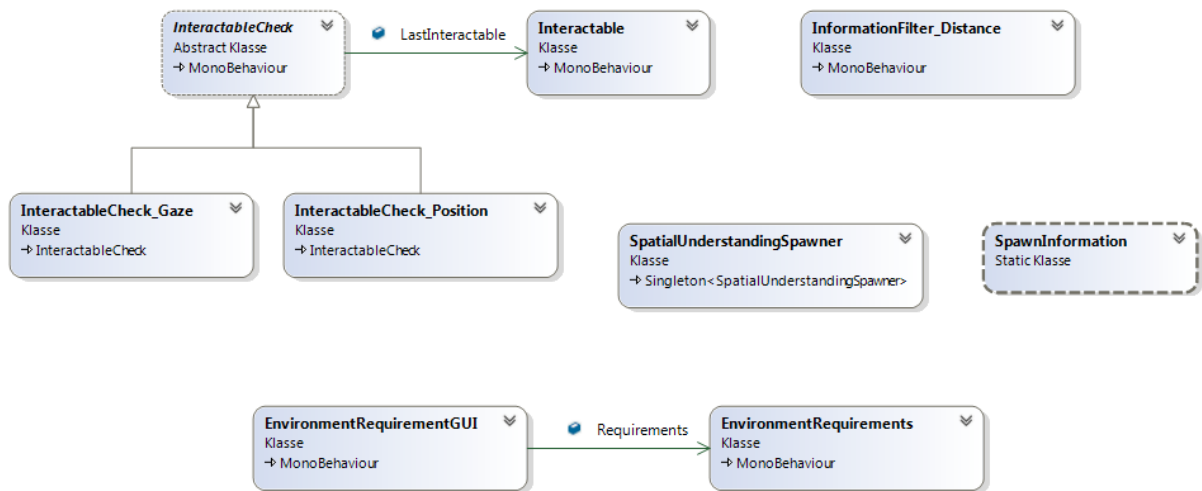 InteractableCheck
Abstract Klasse
MonoBehaviour
LastInteractable
Interactable
Klasse
MonoBehaviour
InformationFilter_Distance
Klasse
MonoBehaviour
InteractableCheck_Gaze
Klasse
InteractableCheck
InteractableCheck_Position
Klasse
InteractableCheck
SpatialUnderstandingSpawner
Klasse
Singleton<SpatialUnderstandingSpawner>
SpawnInformation
Static Klasse
EnvironmentRequirementGUI
Klasse
MonoBehaviour
Requirements
EnvironmentRequirements
Klasse
MonoBehaviour